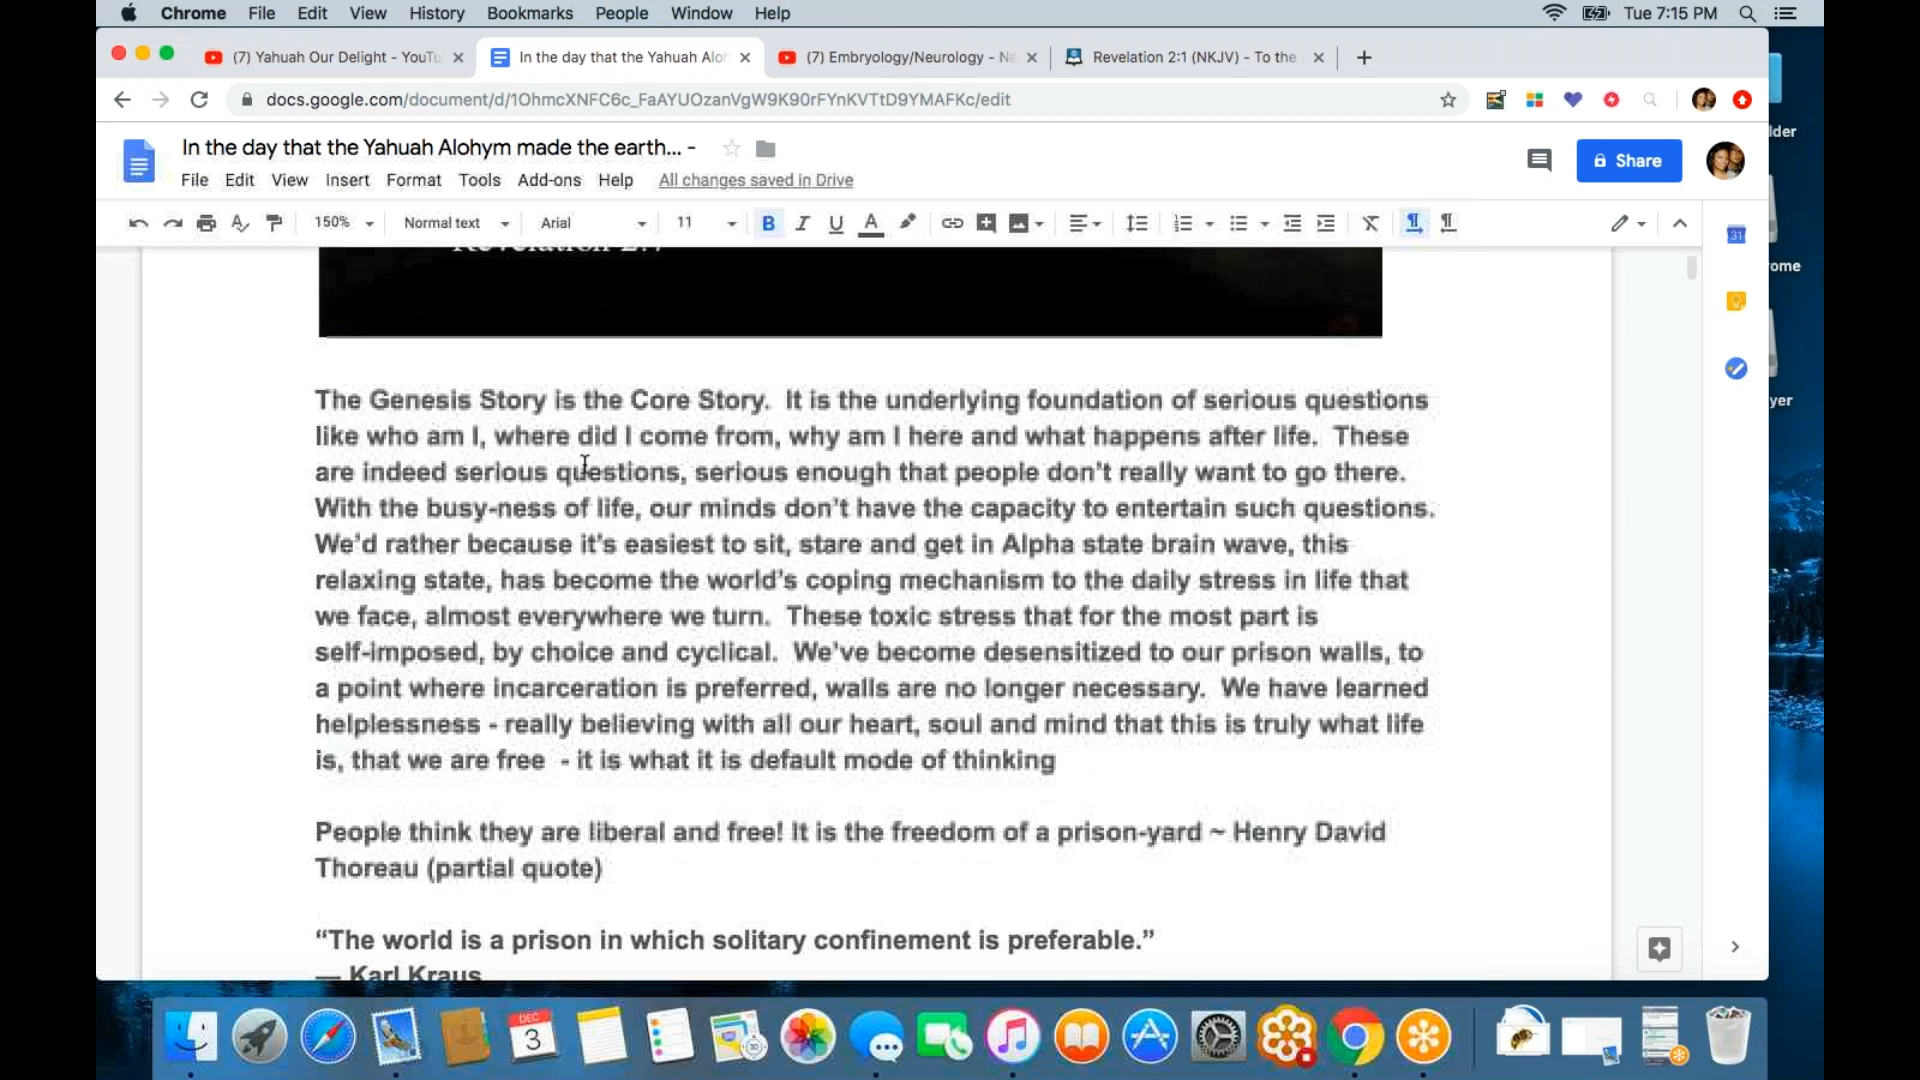 Chrome File Edit View History Bookmarks People Window Help Tue 7:15 PM
(7) Yahuah Our Delight - YouTu In the day that the Yahuah Aloh (7) Embryology/Neurology - Ne Revelation 2:1 (NKJV) - To the
docs.google.com/document/d/1OhmcXNFC6c_FaAYUOzanVgW9K90rFYnKVTtD9YMAFKc/edit
lder
In the day that the Yahuah Alohym made the earth... -
Share
File Edit View Insert Format Tools Add-ons Help All changes saved in Drive
150% Normal text Arial 11 B I U A
31
Revelation 2:7
ome
The Genesis Story is the Core Story. It is the underlying foundation of serious questions
yer
like who am I, where did I come from, why am I here and what happens after life. These
are indeed serious questions, serious enough that people don't really want to go there.
With the busy-ness of life, our minds don't have the capacity to entertain such questions.
We'd rather because it's easiest to sit, stare and get in Alpha state brain wave, this
relaxing state, has become the world's coping mechanism to the daily stress in life that
we face, almost everywhere we turn. These toxic stress that for the most part is
self-imposed, by choice and cyclical. We've become desensitized to our prison walls, to
a point where incarceration is preferred, walls are no longer necessary. We have learned
helplessness - really believing with all our heart, soul and mind that this is truly what life
is, that we are free - it is what it is default mode of thinking
People think they are liberal and free! It is the freedom of a prison-yard ~ Henry David
Thoreau (partial quote)
“The world is a prison in which solitary confinement is preferable.”
— Karl Kraus
DEC
3
30